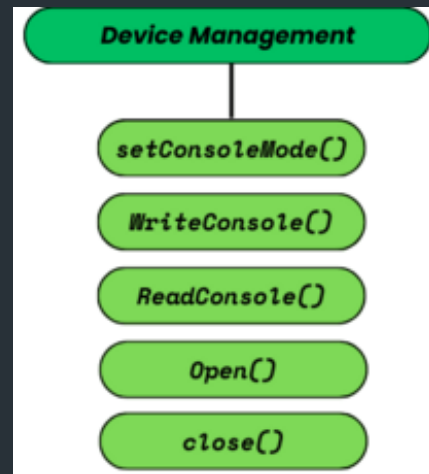 Device Management
setConsoleMode()
WriteConsole()
ReadConsole()
Open()
close()